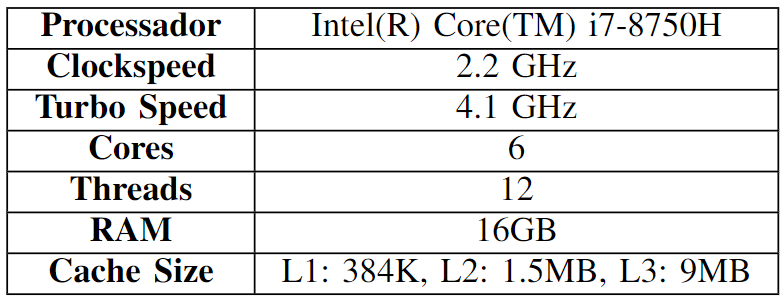 Processador Intel(R) Core(TM) i7-8750H
Clockspeed 2.2 GHz
Turbo Speed 4.1 GHz
Cores 6
Threads 12
RAM 16GB
Cache Size L1: 384K, L2: 1.5MB, L3: 9MB